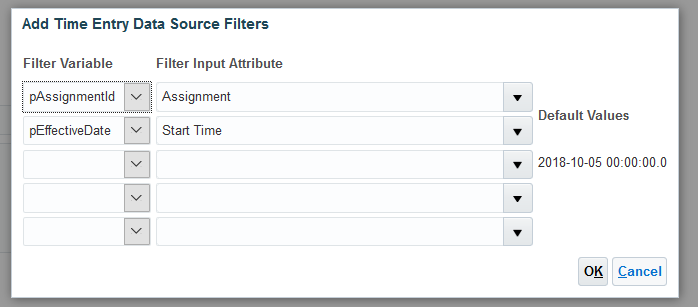 Add Time Entry Data Source Filters
Filter Variable Filter Input Attribute
pAssignmentId Assignment
Default Values
pEffectiveDate Start Time
2018-10-05 00:00:00.0
OK Cancel